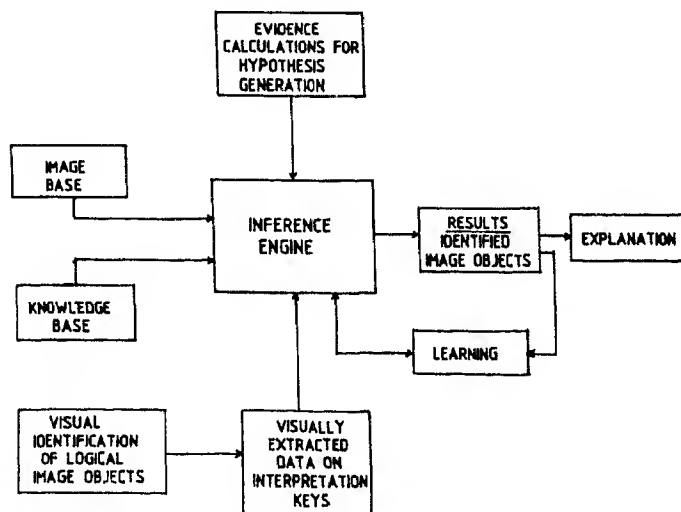 EVIDENCE
CALCULATIONS FOR
HYPOTHESIS
GENERATION
IMAGE
BASE
INFERENCE
ENGINE
RESULTS
IDENTIFIED
IMAGE OBJECTS
EXPLANATION
KNOWLEDGE
BASE
LEARNING
VISUAL
IDENTIFICATION
OF LOGICAL
IMAGE OBJECTS
VISUALLY
EXTRACTED
DATA ON
INTERPRETATION
KEYS